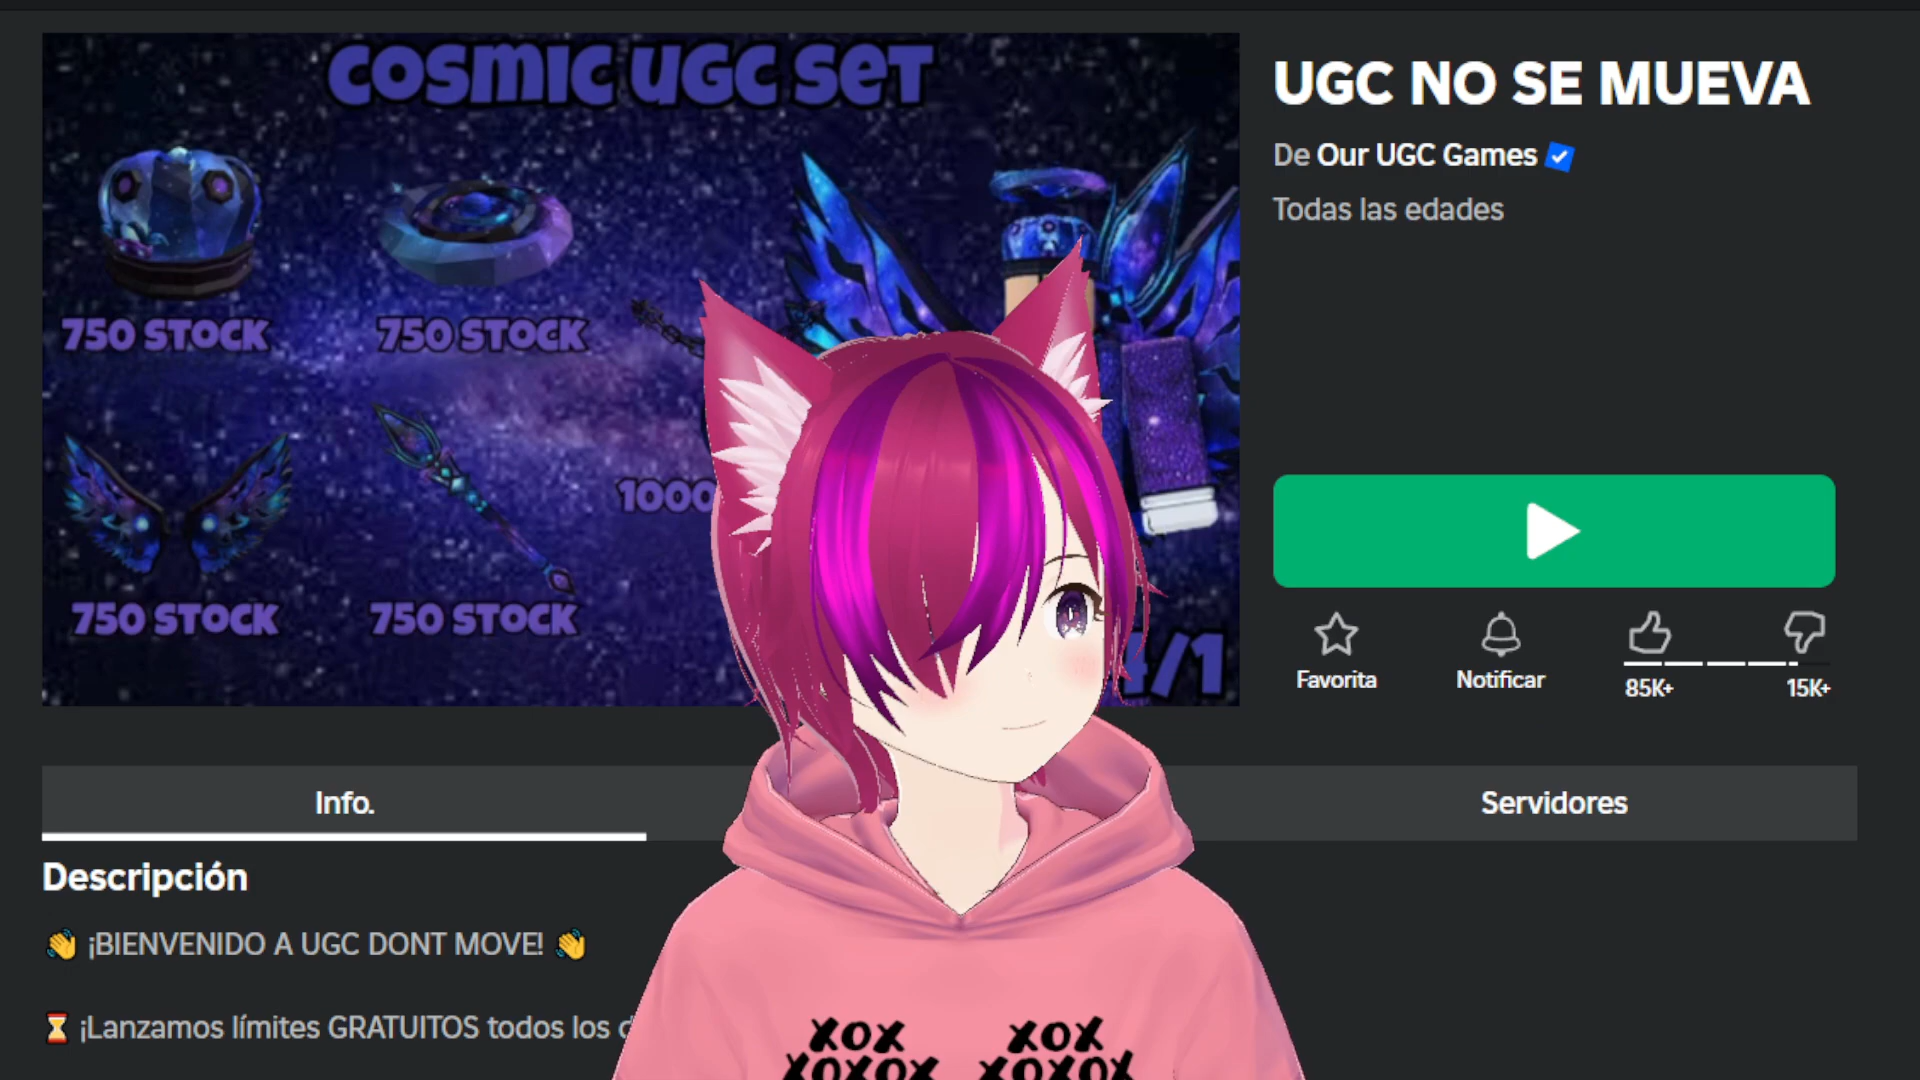 COSMIC UGC SET
750 STOCK
750 STOCK
1000
750 STOCK
750 STOCK
4/1
UGC NO SE MUEVA
De Our UGC Games
Todas las edades
Favorita
Notificar
85K+
15K+
Info.
Servidores
Descripción
👋 ¡BIENVENIDO A UGC DONT MOVE! 👋
⏳ ¡Lanzamos límites GRATUITOS todos los
XOX XOX
XOXOX XOXOX